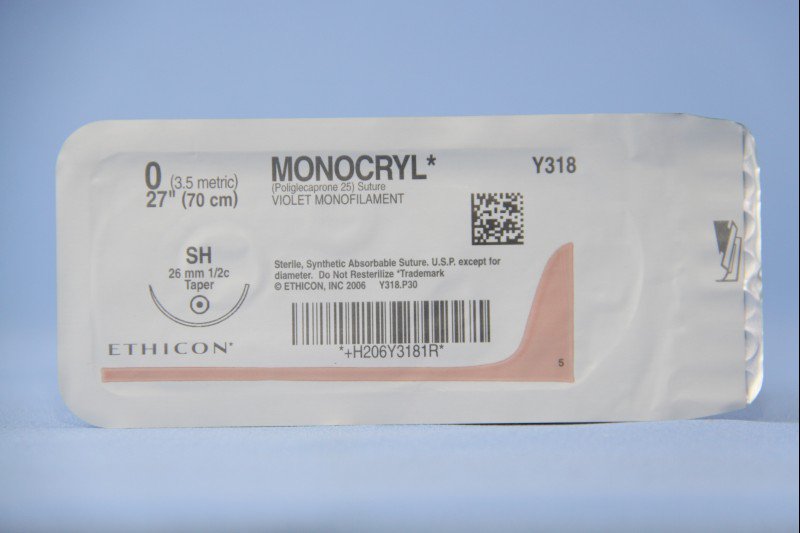 0 (3.5 metric)
27" (70 cm)
MONOCRYL*
(Poliglecaprone 25) Suture
VIOLET MONOFILAMENT
Y318
SH
26 mm 1/2c
Taper
Sterile, Synthetic Absorbable Suture. U.S.P. except for
diameter. Do Not Resterilize *Trademark
© ETHICON, INC 2006 Y318.P30
*+H206Y3181R*
ETHICON*
5